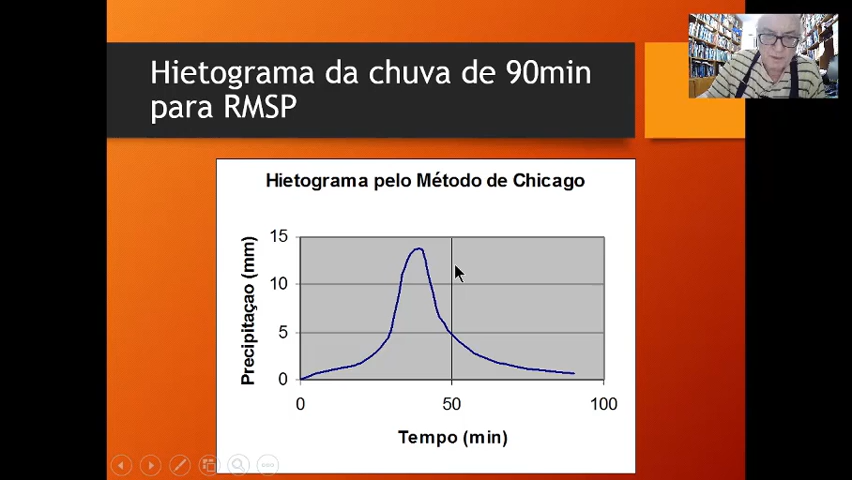 Hietograma da chuva de 90min
para RMSP
Hietograma pelo Método de Chicago
Precipitaçao (mm)
15
10
5
0
0 50 100
Tempo (min)